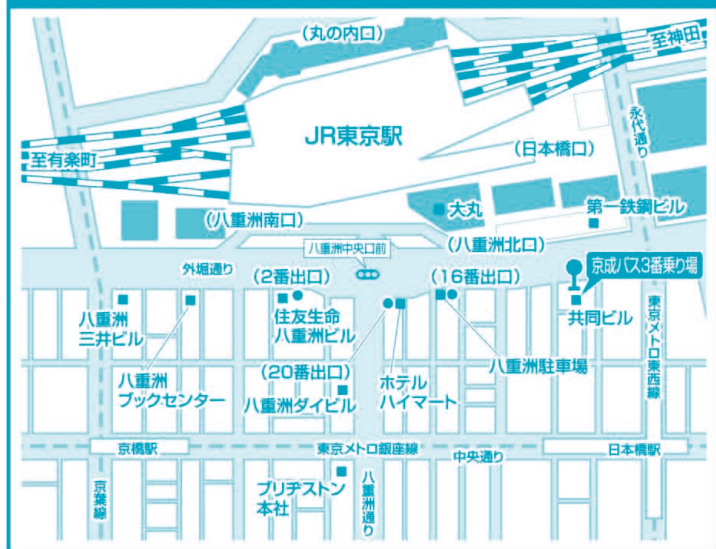 (丸の内口)
至神田
JR東京駅
永代通り
至有楽町
(日本橋口)
大丸
第一鉄鋼ビル
(八重洲南口)
(八重洲北口)
八重洲中央口前
外堀通り
京成バス3番乗り場
(2番出口)
(16番出口)
八重洲
三井ビル
住友生命
八重洲ビル
共同ビル
東京メトロ東西線
八重洲
ブックセンター
(20番出口)
八重洲ダイビル
ホテル
ハイマート
八重洲駐車場
京橋駅
東京メトロ銀座線
中央通り
日本橋駅
京葉線
ブリヂストン
本社
八重洲通り